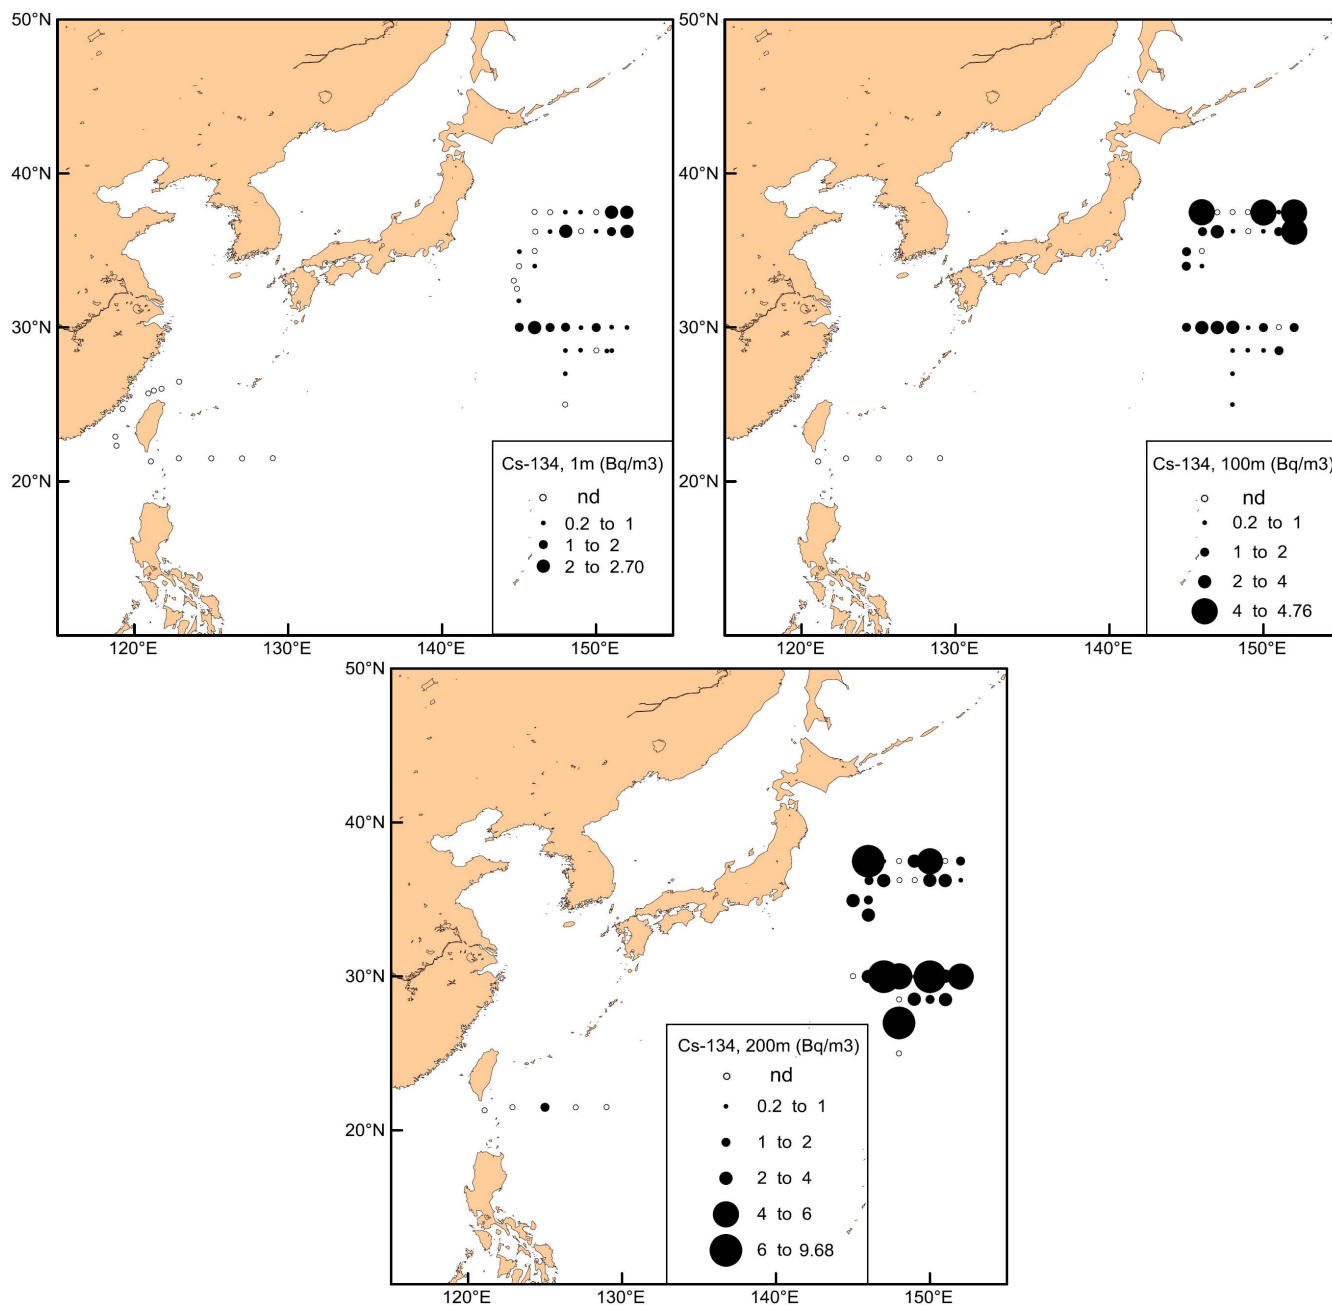 50°N
40°N
30°N
20°N
120°E 130°E 140°E 150°E
Cs-134, 1m (Bq/m3)
nd
0.2 to 1
1 to 2
2 to 2.70
50°N
40°N
30°N
20°N
120°E 130°E 140°E 150°E
Cs-134, 100m (Bq/m3)
nd
0.2 to 1
1 to 2
2 to 4
4 to 4.76
50°N
40°N
30°N
20°N
120°E 130°E 140°E 150°E
Cs-134, 200m (Bq/m3)
nd
0.2 to 1
1 to 2
2 to 4
4 to 6
6 to 9.68